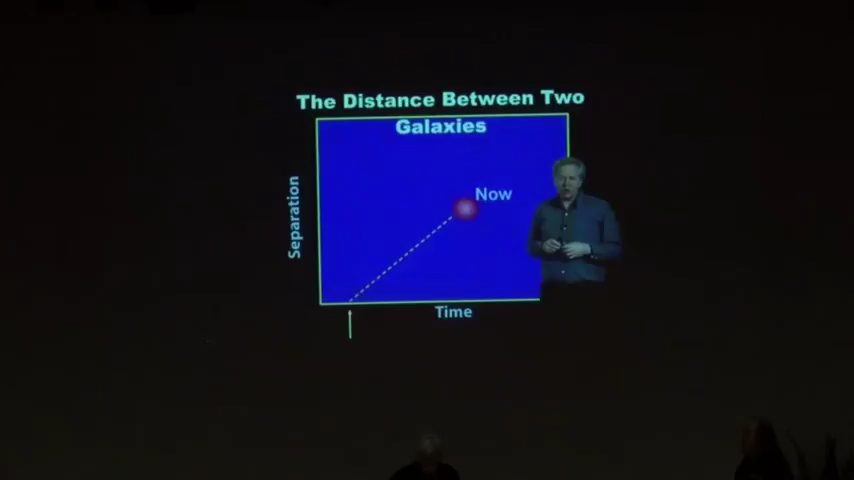 The Distance Between Two
Galaxies
Now
Separation
Time